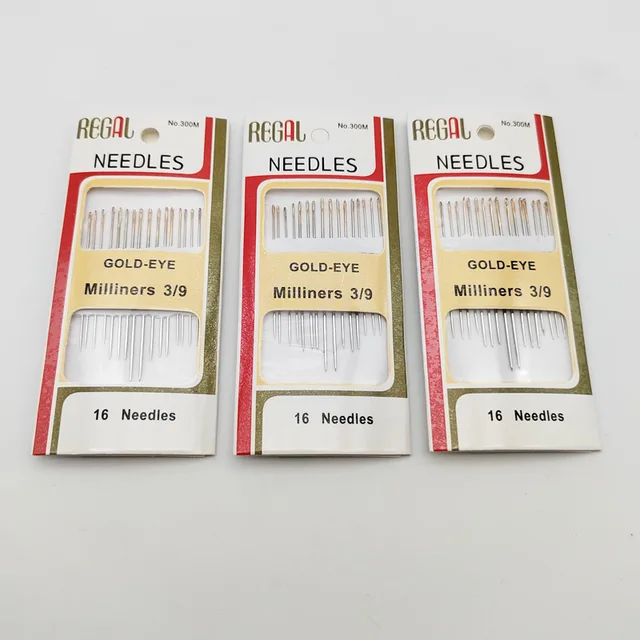 REGAL No.300M
NEEDLES
GOLD-EYE
Milliners 3/9
16 Needles
REGAL No.300M
NEEDLES
GOLD-EYE
Milliners 3/9
16 Needles
REGAL No.300M
NEEDLES
GOLD-EYE
Milliners 3/9
16 Needles